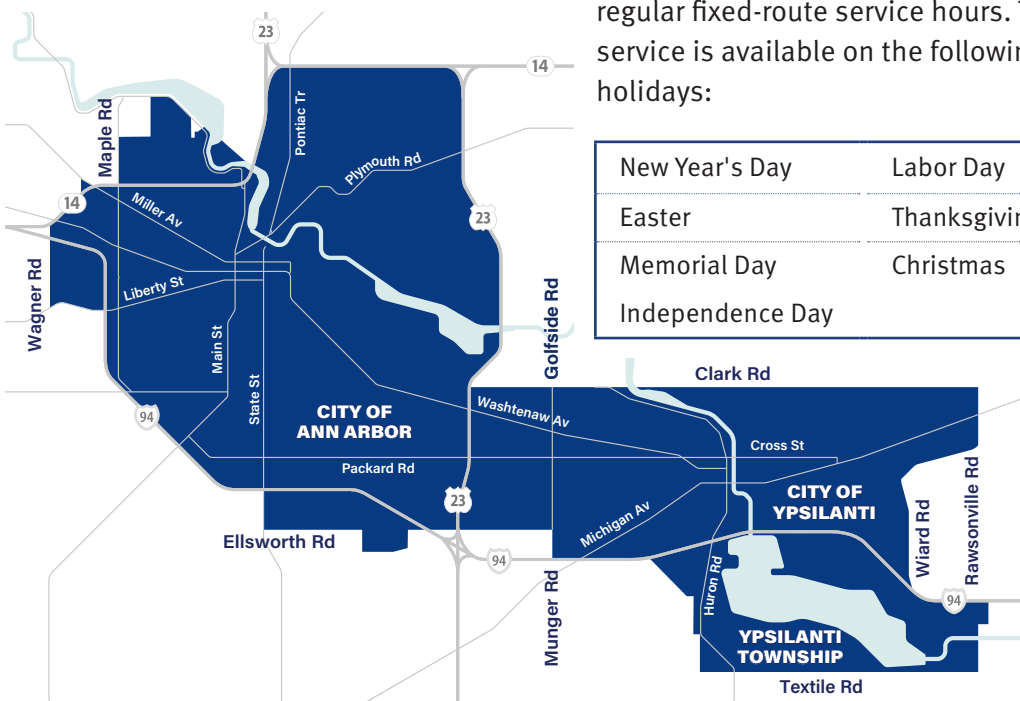 regular fixed-route service hours.
service is available on the following
holidays:
New Year's Day
Labor Day
Easter
Memorial Day
Christmas
Independence Day
23
14
Maple Rd
Pontiac Tr
Plymouth Rd
14
Miller Av
23
Wagner Rd
Liberty St
Golfside Rd
Main St
State St
Clark Rd
94
CITY OF
ANN ARBOR
Washtenaw Av
Cross St
Packard Rd
23
CITY OF
YPSILANTI
Michigan Av
Ellsworth Rd
94
Munger Rd
Huron Rd
Wiard Rd
Rawsonville Rd
94
YPSILANTI
TOWNSHIP
Textile Rd